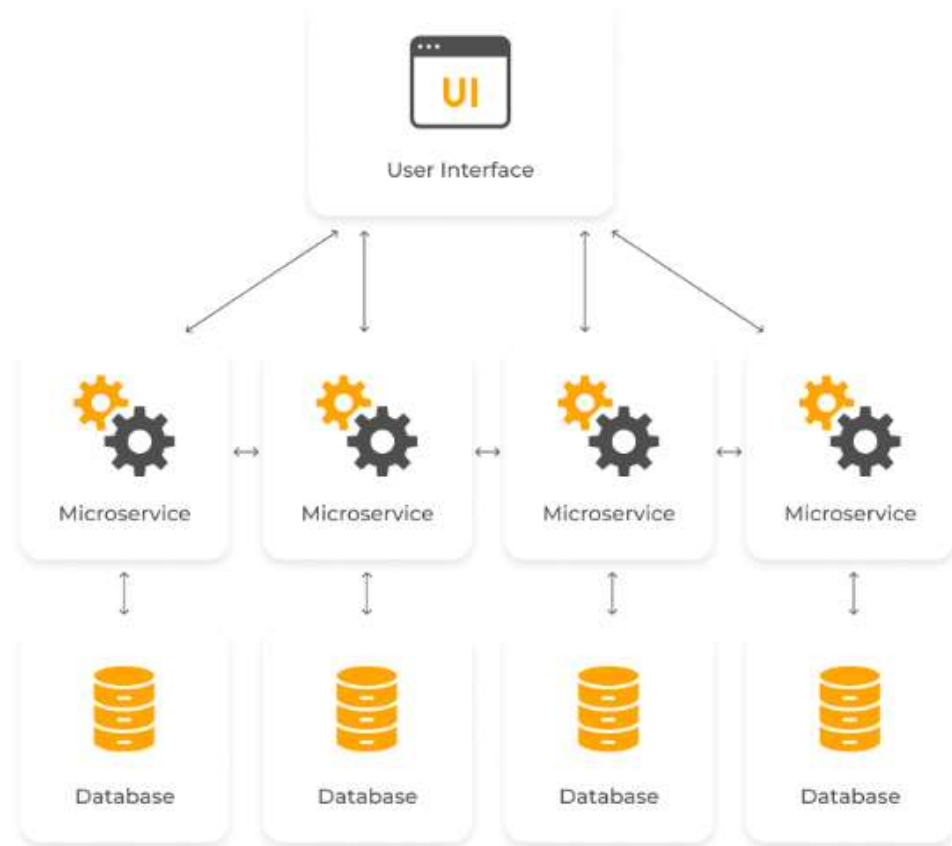 UI
User Interface
Microservice
Microservice
Microservice
Microservice
Database
Database
Database
Database